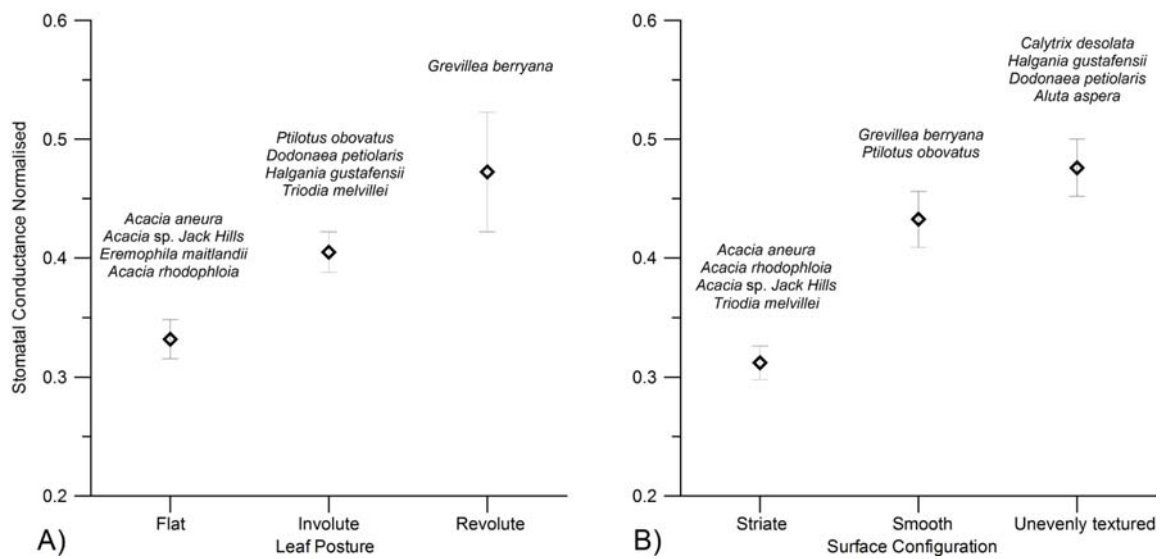 Stomatal Conductance Normalised
0.6
0.5
0.4
0.3
0.2
Acacia aneura
Acacia sp. Jack Hills
Eremophila maitlandii
Acacia rhodophloia
Ptilotus obovatus
Dodonaea petiolaris
Halgania gustafensii
Triodia melvillei
Grevillea berryana
Flat
Involute
Revolute
A)
Leaf Posture
0.6
0.5
0.4
0.3
0.2
Acacia aneura
Acacia rhodophloia
Acacia sp. Jack Hills
Triodia melvillei
Grevillea berryana
Ptilotus obovatus
Calytrix desolata
Halgania gustafensii
Dodonaea petiolaris
Aluta aspera
Striate
Smooth
Unevenly textured
B)
Surface Configuration